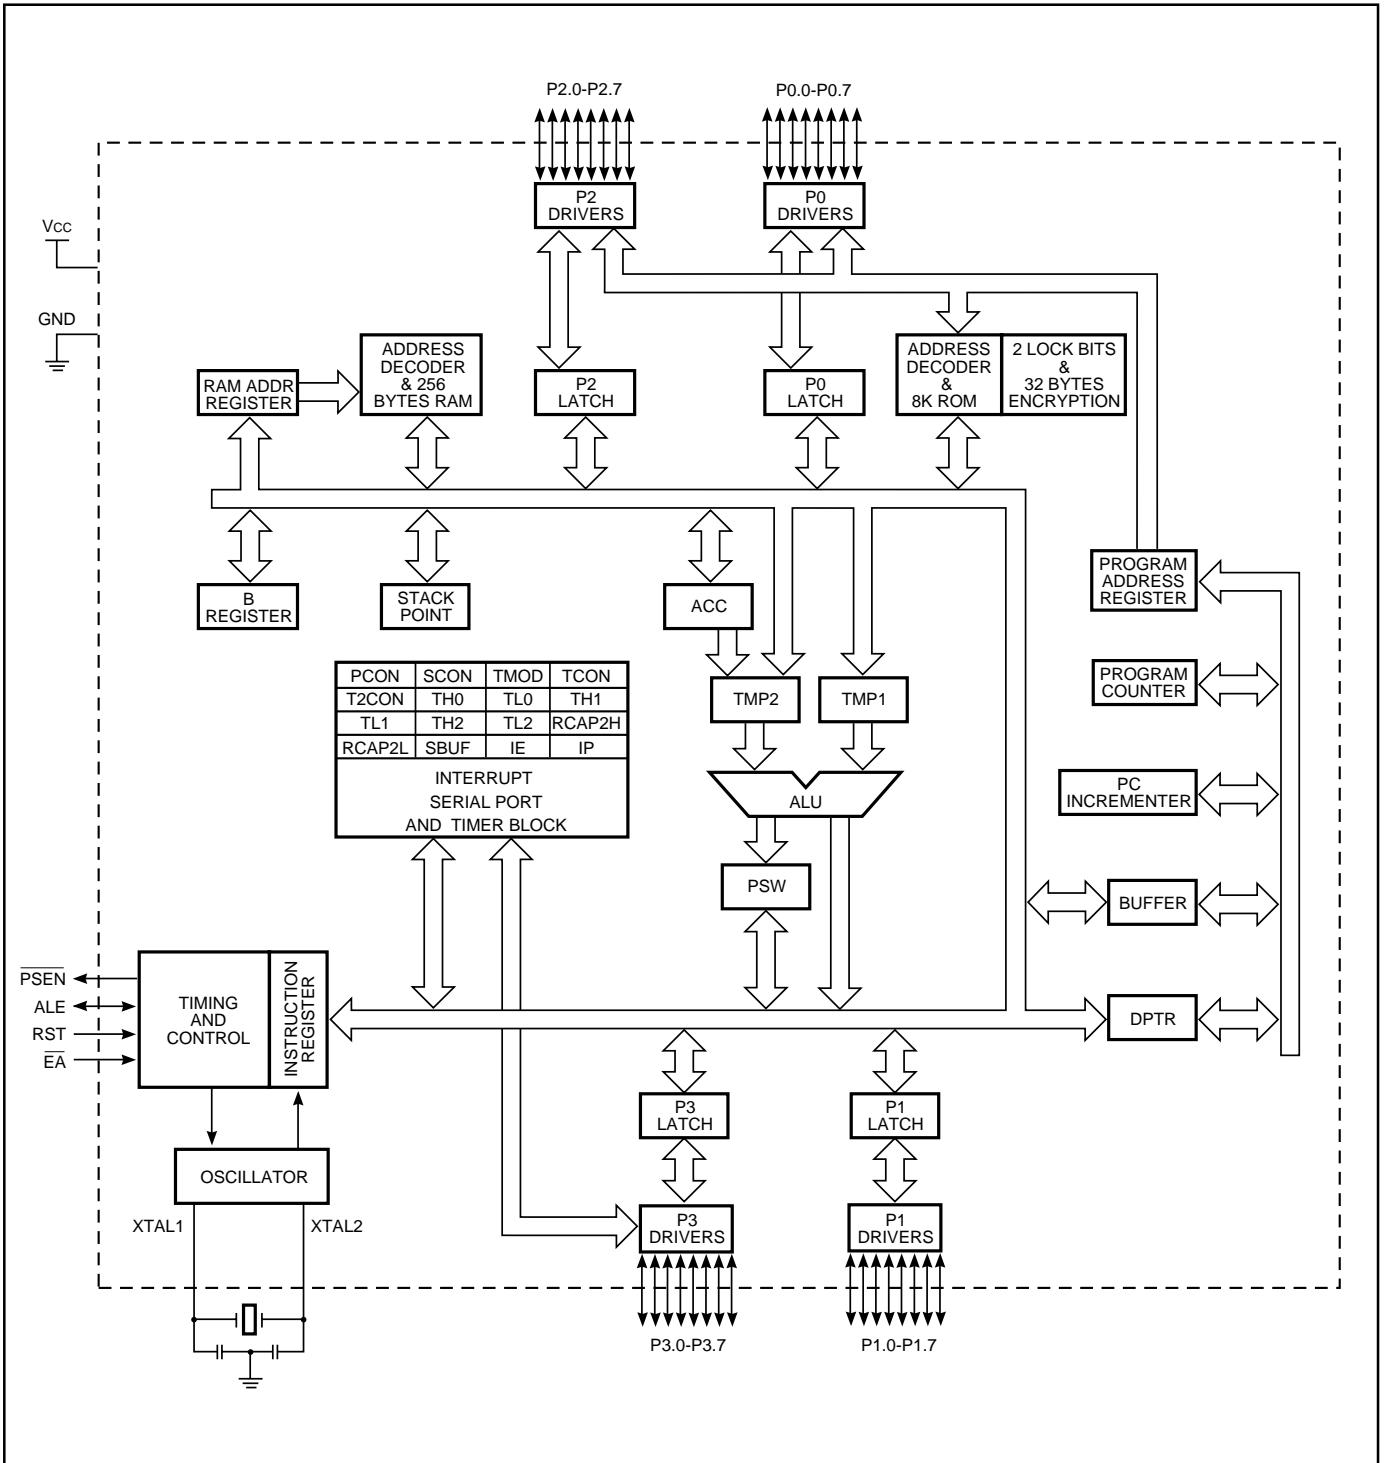 P2.0-P2.7
P0.0-P0.7
P2
DRIVERS
P0
DRIVERS
VCC
GND
RAM ADDR
REGISTER
ADDRESS
DECODER
& 256
BYTES RAM
P2
LATCH
P0
LATCH
ADDRESS
DECODER
&
8K ROM
2 LOCK BITS
&
32 BYTES
ENCRYPTION
B
REGISTER
STACK
POINT
ACC
PROGRAM
ADDRESS
REGISTER
PCON SCON TMOD TCON
T2CON TH0 TL0 TH1
TL1 TH2 TL2 RCAP2H
RCAP2L SBUF IE IP
INTERRUPT
SERIAL PORT
AND TIMER BLOCK
TMP2
TMP1
PROGRAM
COUNTER
ALU
PC
INCREMENTER
PSW
BUFFER
PSEN
ALE
RST
EA
TIMING
AND
CONTROL
INSTRUCTION
REGISTER
DPTR
P3
LATCH
P1
LATCH
OSCILLATOR
XTAL1
XTAL2
P3
DRIVERS
P1
DRIVERS
P3.0-P3.7
P1.0-P1.7